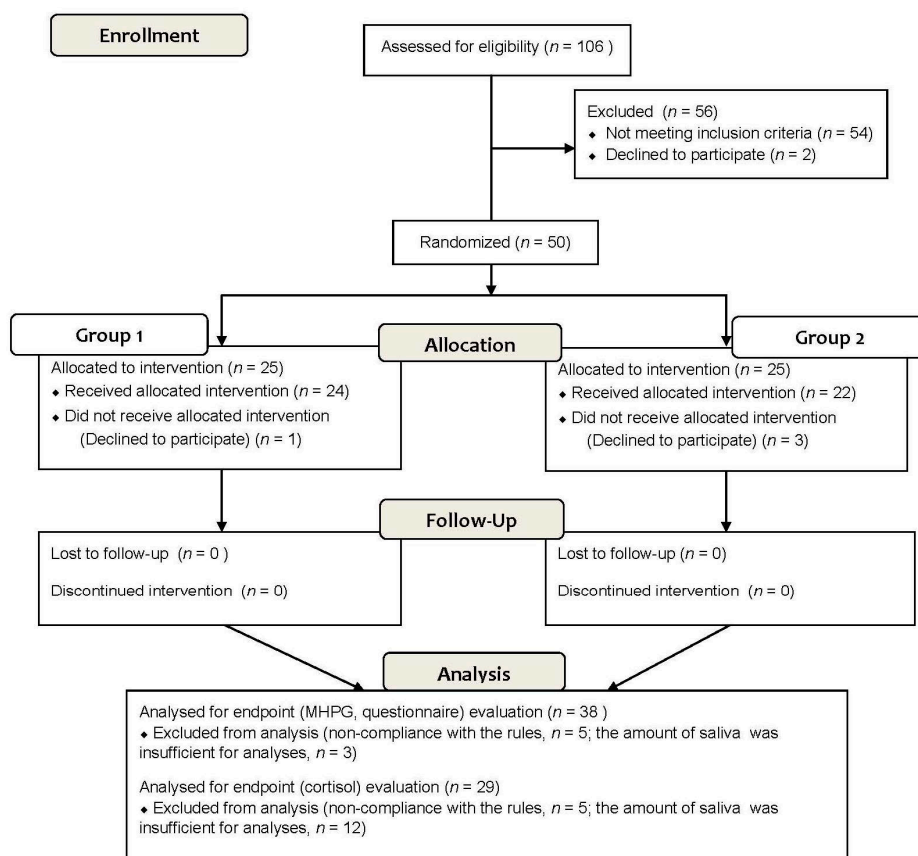 Enrollment
Assessed for eligibility (n = 106 )
Excluded (n = 56)
◆ Not meeting inclusion criteria (n = 54)
◆ Declined to participate (n = 2)
Randomized (n = 50)
Group 1
Allocation
Group 2
Allocated to intervention (n = 25)
◆ Received allocated intervention (n = 24)
◆ Did not receive allocated intervention
(Declined to participate) (n = 1)
Allocated to intervention (n = 25)
◆ Received allocated intervention (n = 22)
◆ Did not receive allocated intervention
(Declined to participate) (n = 3)
Follow-Up
Lost to follow-up (n = 0 )
Discontinued intervention (n = 0)
Lost to follow-up (n = 0)
Discontinued intervention (n = 0)
Analysis
Analysed for endpoint (MHPG, questionnaire) evaluation (n = 38 )
◆ Excluded from analysis (non-compliance with the rules, n = 5; the amount of saliva was
insufficient for analyses, n = 3)
Analysed for endpoint (cortisol) evaluation (n = 29)
◆ Excluded from analysis (non-compliance with the rules, n = 5; the amount of saliva was
insufficient for analyses, n = 12)